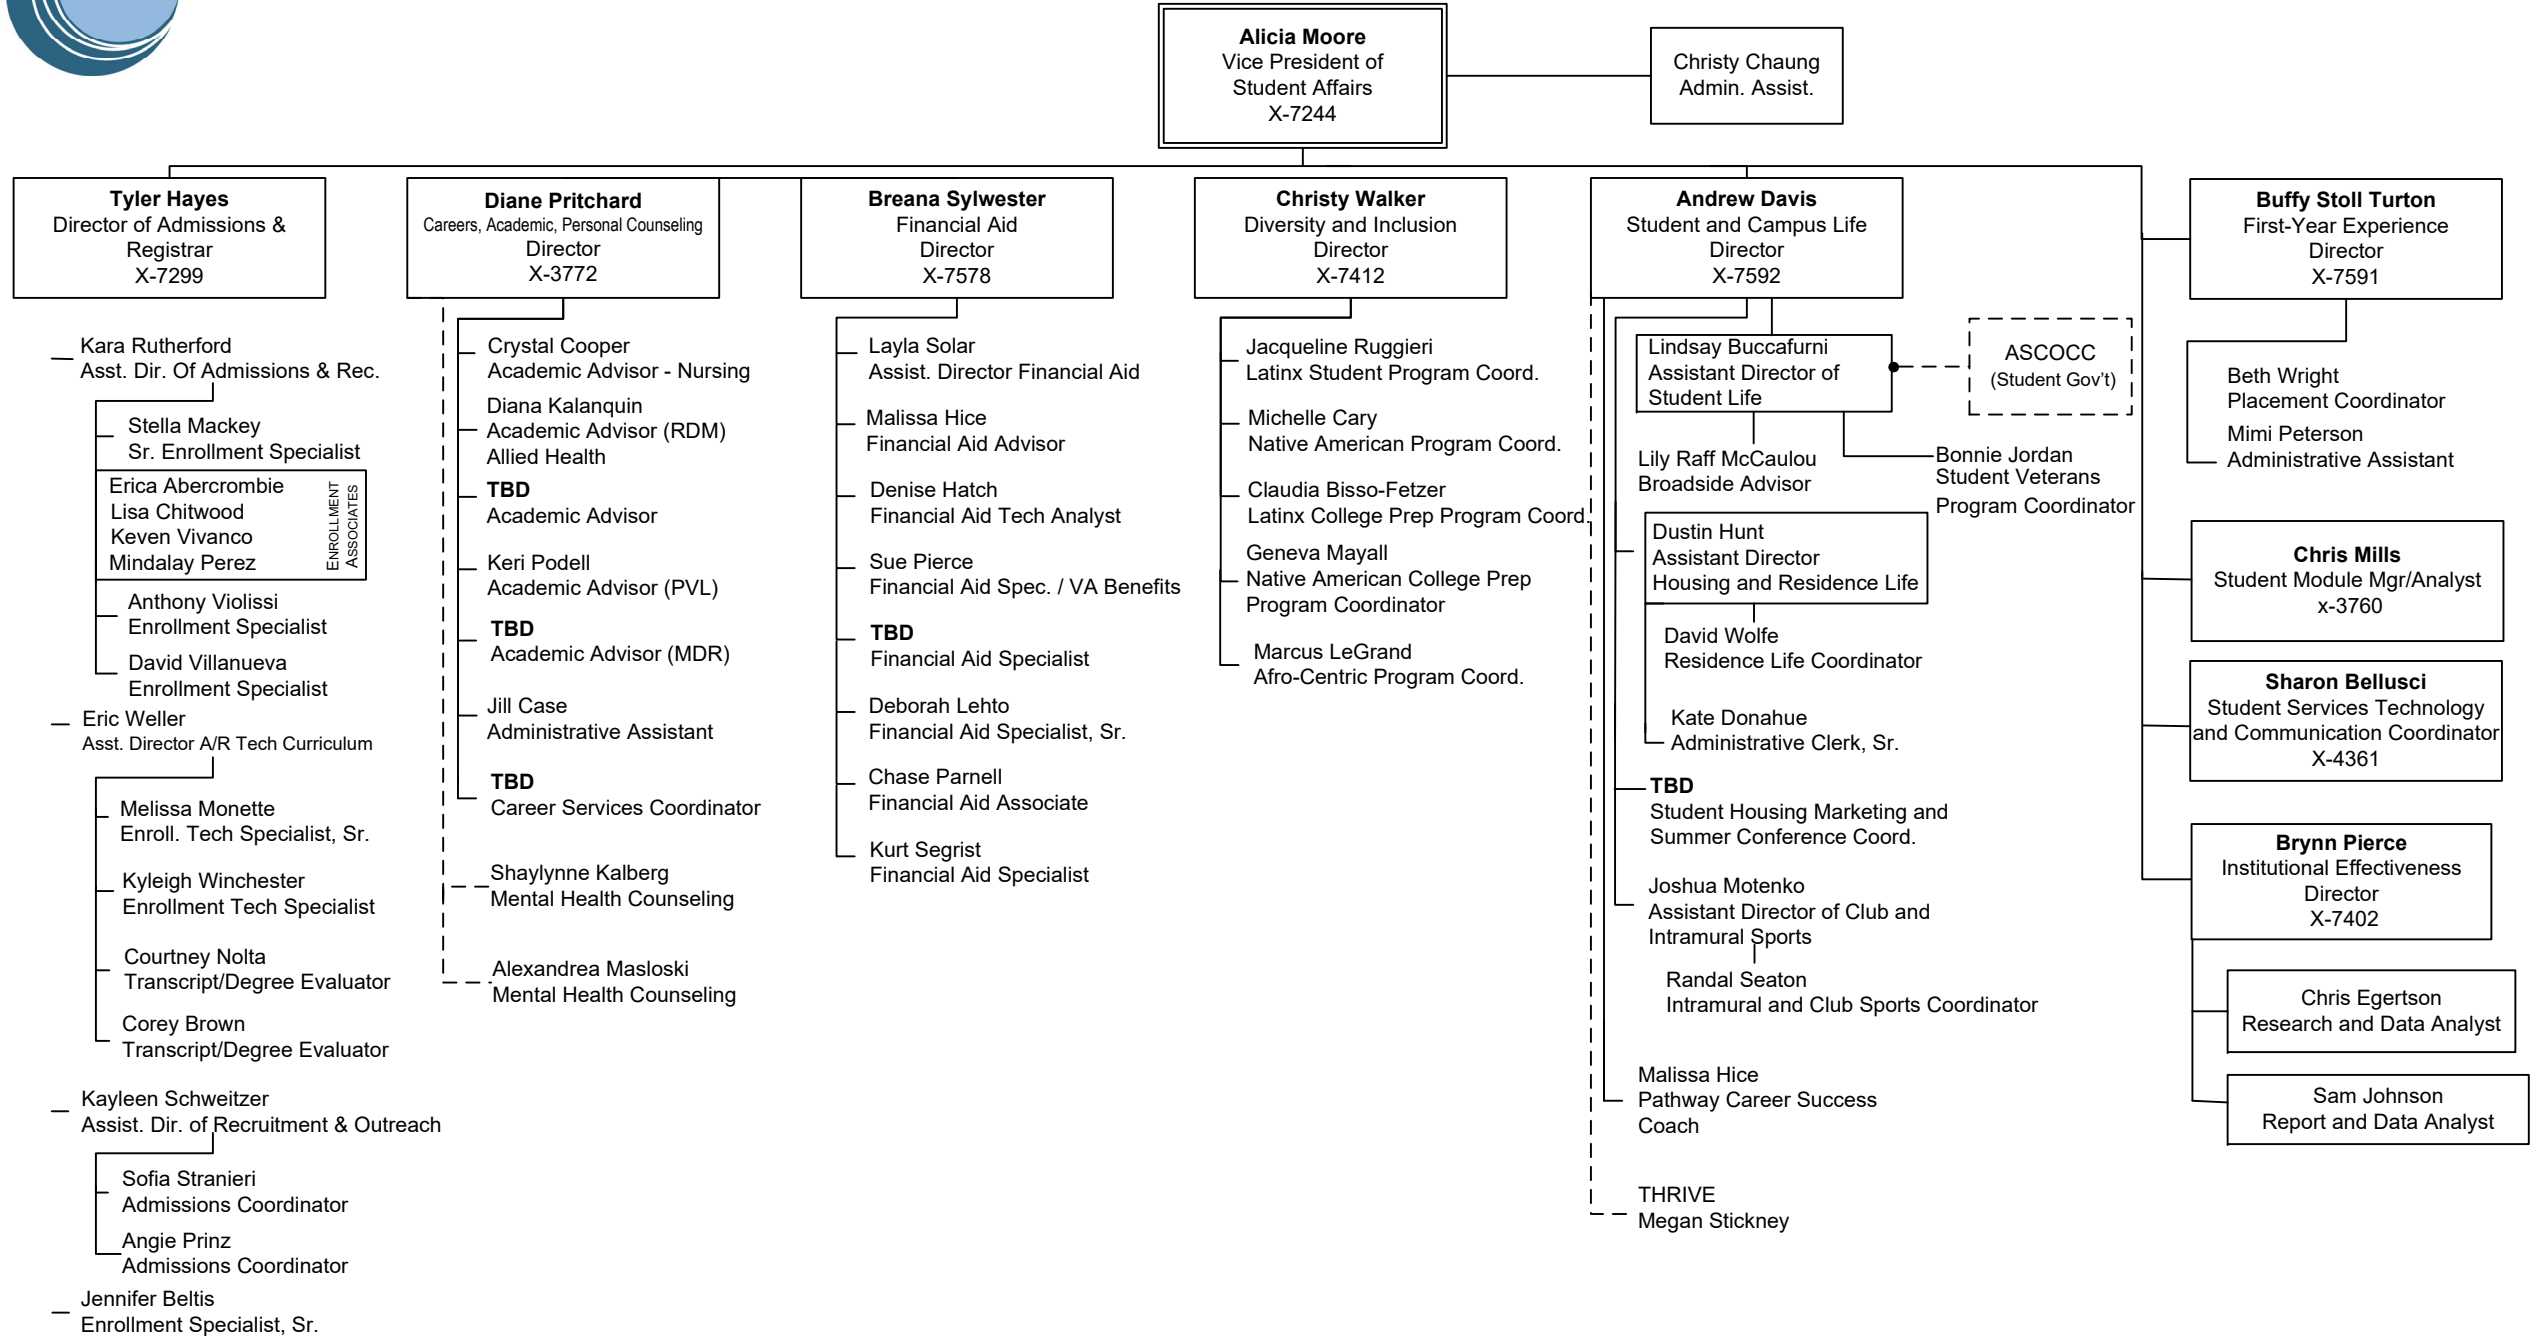 Alicia Moore
Vice President of
Student Affairs
X-7244
Christy Chaung
Admin. Assist.
Tyler Hayes
Director of Admissions &
Registrar
X-7299
Kara Rutherford
Asst. Dir. Of Admissions & Rec.
Stella Mackey
Sr. Enrollment Specialist
Erica Abercrombie
Lisa Chitwood
Keven Vivanco
Mindalay Perez
ENROLLMENT
ASSOCIATES
Anthony Violissi
Enrollment Specialist
David Villanueva
Enrollment Specialist
Eric Weller
Asst. Director A/R Tech Curriculum
Melissa Monette
Enroll. Tech Specialist, Sr.
Kyleigh Winchester
Enrollment Tech Specialist
Courtney Nolta
Transcript/Degree Evaluator
Corey Brown
Transcript/Degree Evaluator
Kayleen Schweitzer
Assist. Dir. of Recruitment & Outreach
Sofia Stranieri
Admissions Coordinator
Angie Prinz
Admissions Coordinator
Jennifer Beltis
Enrollment Specialist, Sr.
Diane Pritchard
Careers, Academic, Personal Counseling
Director
X-3772
Crystal Cooper
Academic Advisor - Nursing
Diana Kalanquin
Academic Advisor (RDM)
Allied Health
TBD
Academic Advisor
Keri Podell
Academic Advisor (PVL)
TBD
Academic Advisor (MDR)
Jill Case
Administrative Assistant
TBD
Career Services Coordinator
Shaylynne Kalberg
Mental Health Counseling
Alexandrea Masloski
Mental Health Counseling
Breana Sylwester
Financial Aid
Director
X-7578
Layla Solar
Assist. Director Financial Aid
Malissa Hice
Financial Aid Advisor
Denise Hatch
Financial Aid Tech Analyst
Sue Pierce
Financial Aid Spec. / VA Benefits
TBD
Financial Aid Specialist
Deborah Lehto
Financial Aid Specialist, Sr.
Chase Parnell
Financial Aid Associate
Kurt Segrist
Financial Aid Specialist
Christy Walker
Diversity and Inclusion
Director
X-7412
Jacqueline Ruggieri
Latinx Student Program Coord.
Michelle Cary
Native American Program Coord.
Claudia Bisso-Fetzer
Latinx College Prep Program Coord.
Geneva Mayall
Native American College Prep
Program Coordinator
Marcus LeGrand
Afro-Centric Program Coord.
Andrew Davis
Student and Campus Life
Director
X-7592
Lindsay Buccafurni
Assistant Director of
Student Life
ASCOCC
(Student Gov’t)
Lily Raff McCaulou
Broadside Advisor
Bonnie Jordan
Student Veterans
Program Coordinator
Dustin Hunt
Assistant Director
Housing and Residence Life
David Wolfe
Residence Life Coordinator
Kate Donahue
Administrative Clerk, Sr.
TBD
Student Housing Marketing and
Summer Conference Coord.
Joshua Motenko
Assistant Director of Club and
Intramural Sports
Randal Seaton
Intramural and Club Sports Coordinator
Malissa Hice
Pathway Career Success
Coach
THRIVE
Megan Stickney
Buffy Stoll Turton
First-Year Experience
Director
X-7591
Beth Wright
Placement Coordinator
Mimi Peterson
Administrative Assistant
Chris Mills
Student Module Mgr/Analyst
x-3760
Sharon Bellusci
Student Services Technology
and Communication Coordinator
X-4361
Brynn Pierce
Institutional Effectiveness
Director
X-7402
Chris Egertson
Research and Data Analyst
Sam Johnson
Report and Data Analyst